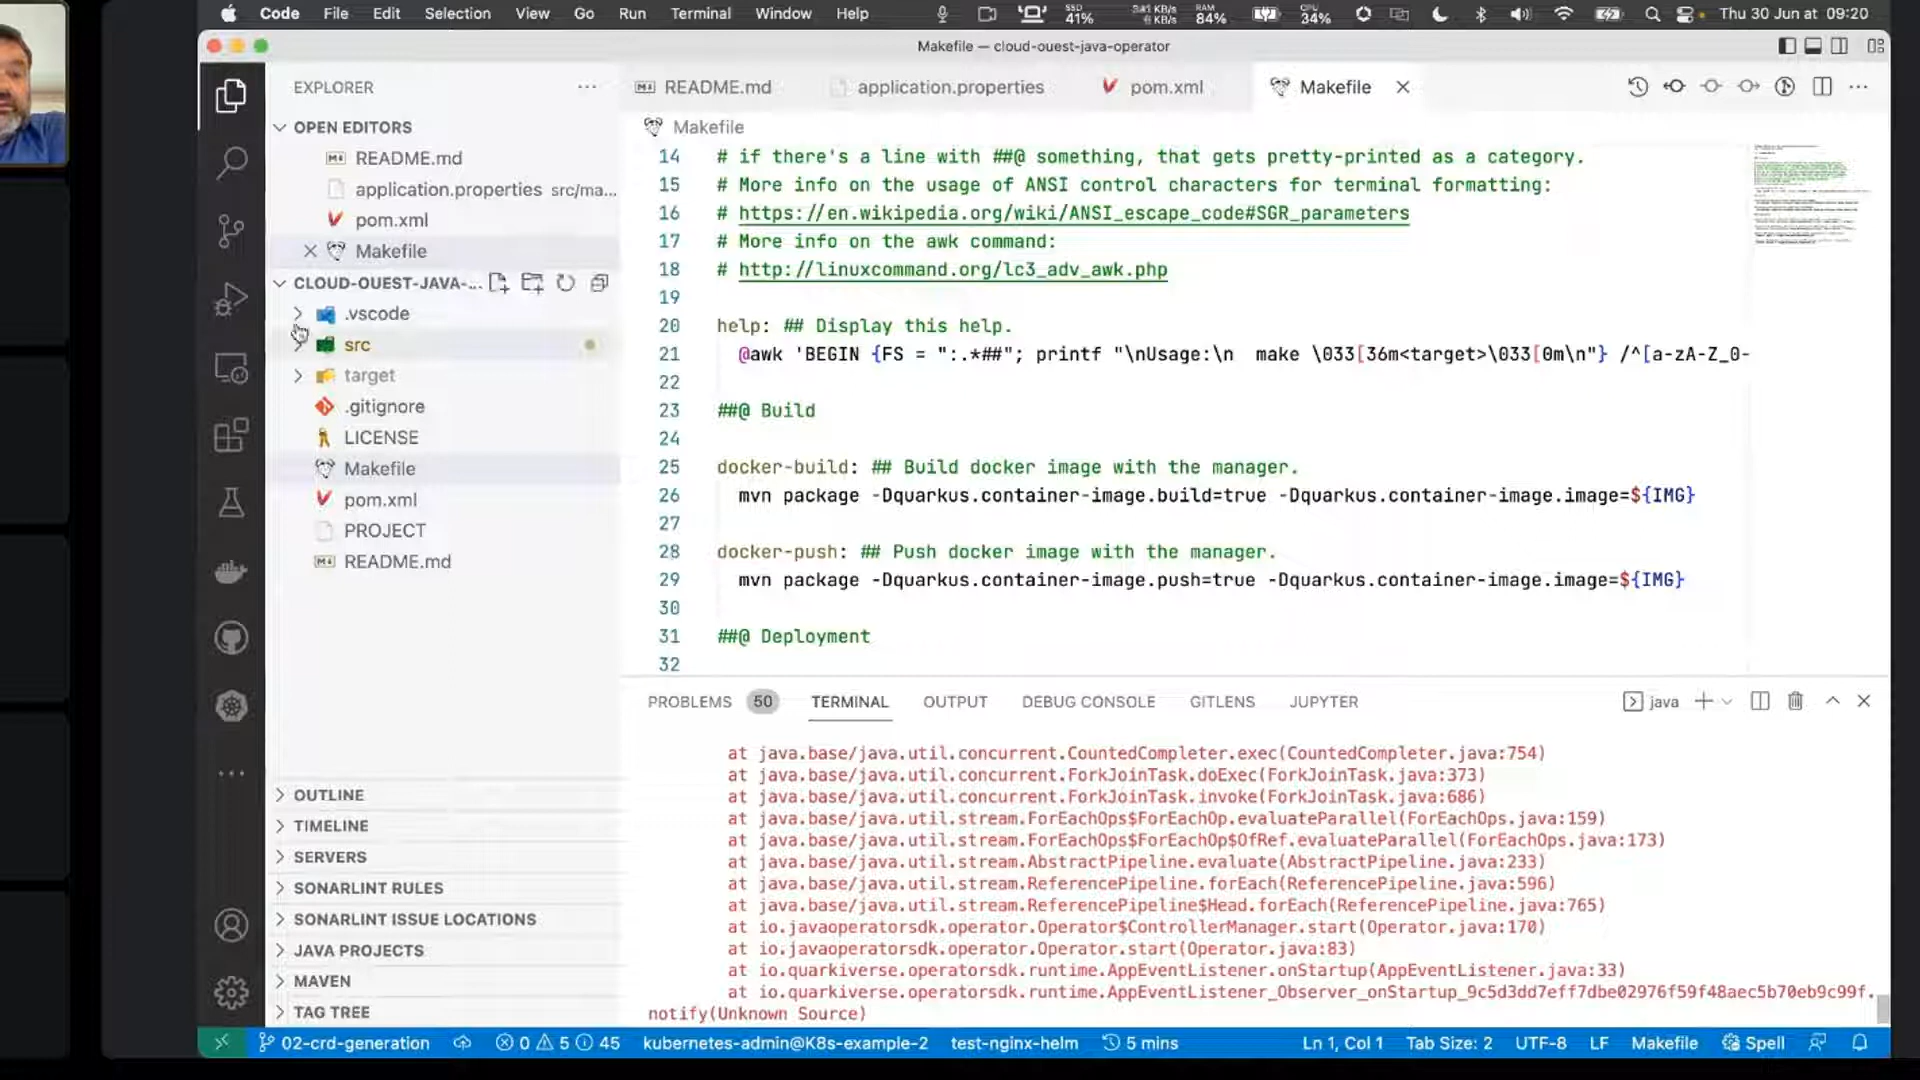 Code File Edit Selection View Go Run Terminal Window Help
SSD 41%
RAM 84%
CPU 34%
Thu 30 Jun at 09:20
Makefile — cloud-ouest-java-operator
EXPLORER
README.md
application.properties
pom.xml
Makefile
OPEN EDITORS
README.md
application.properties src/ma...
pom.xml
Makefile
CLOUD-OUEST-JAVA-...
.vscode
src
target
.gitignore
LICENSE
Makefile
pom.xml
PROJECT
README.md
OUTLINE
TIMELINE
SERVERS
SONARLINT RULES
SONARLINT ISSUE LOCATIONS
JAVA PROJECTS
MAVEN
TAG TREE
Makefile
14 # if there's a line with ##@ something, that gets pretty-printed as a category.
15 # More info on the usage of ANSI control characters for terminal formatting:
16 # https://en.wikipedia.org/wiki/ANSI_escape_code#SGR_parameters
17 # More info on the awk command:
18 # http://linuxcommand.org/lc3_adv_awk.php
19
20 help: ## Display this help.
21 @awk 'BEGIN {FS = ":.*##"; printf "\nUsage:\n  make \033[36m<target>\033[0m\n"} /^[a-zA-Z_0-
22
23 ##@ Build
24
25 docker-build: ## Build docker image with the manager.
26 mvn package -Dquarkus.container-image.build=true -Dquarkus.container-image.image=${IMG}
27
28 docker-push: ## Push docker image with the manager.
29 mvn package -Dquarkus.container-image.push=true -Dquarkus.container-image.image=${IMG}
30
31 ##@ Deployment
32
PROBLEMS 50 TERMINAL OUTPUT DEBUG CONSOLE GITLENS JUPYTER
java
at java.base/java.util.concurrent.CountedCompleter.exec(CountedCompleter.java:754)
at java.base/java.util.concurrent.ForkJoinTask.doExec(ForkJoinTask.java:373)
at java.base/java.util.concurrent.ForkJoinTask.invoke(ForkJoinTask.java:686)
at java.base/java.util.stream.ForEachOps$ForEachOp.evaluateParallel(ForEachOps.java:159)
at java.base/java.util.stream.ForEachOps$ForEachOp$OfRef.evaluateParallel(ForEachOps.java:173)
at java.base/java.util.stream.AbstractPipeline.evaluate(AbstractPipeline.java:233)
at java.base/java.util.stream.ReferencePipeline.forEach(ReferencePipeline.java:596)
at java.base/java.util.stream.ReferencePipeline$Head.forEach(ReferencePipeline.java:765)
at io.javaoperatorsdk.operator.Operator$ControllerManager.start(Operator.java:170)
at io.javaoperatorsdk.operator.Operator.start(Operator.java:83)
at io.quarkiverse.operatorsdk.runtime.AppEventListener.onStartup(AppEventListener.java:33)
at io.quarkiverse.operatorsdk.runtime.AppEventListener_Observer_onStartup_9c5d3dd7eff7dbe02976f59f48aec5b70eb9c99f.
notify(Unknown Source)
02-crd-generation 0 5 45 kubernetes-admin@K8s-example-2 test-nginx-helm 5 mins Ln 1, Col 1 Tab Size: 2 UTF-8 LF Makefile Spell